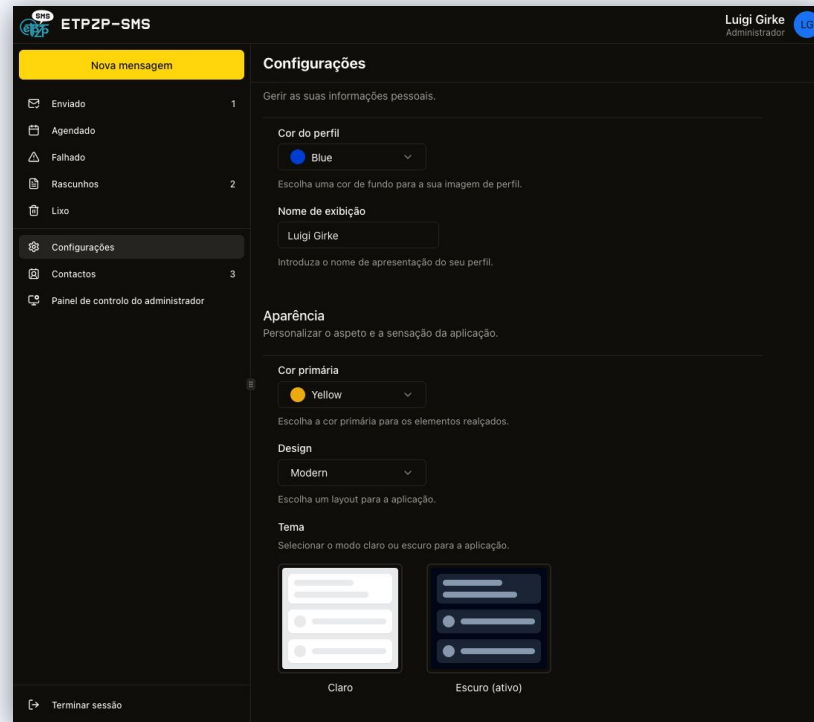 SMS
etpzp
ETPZP-SMS
Luigi Girke
Administrador
LG
Nova mensagem
Enviado 1
Agendado
Falhado
Rascunhos 2
Lixo
Configurações
Contactos 3
Painel de controlo do administrador
Terminar sessão
Configurações
Gerir as suas informações pessoais.
Cor do perfil
Blue
Escolha uma cor de fundo para a sua imagem de perfil.
Nome de exibição
Luigi Girke
Introduza o nome de apresentação do seu perfil.
Aparência
Personalizar o aspeto e a sensação da aplicação.
Cor primária
Yellow
Escolha a cor primária para os elementos realçados.
Design
Modern
Escolha um layout para a aplicação.
Tema
Selecionar o modo claro ou escuro para a aplicação.
Claro
Escuro (ativo)